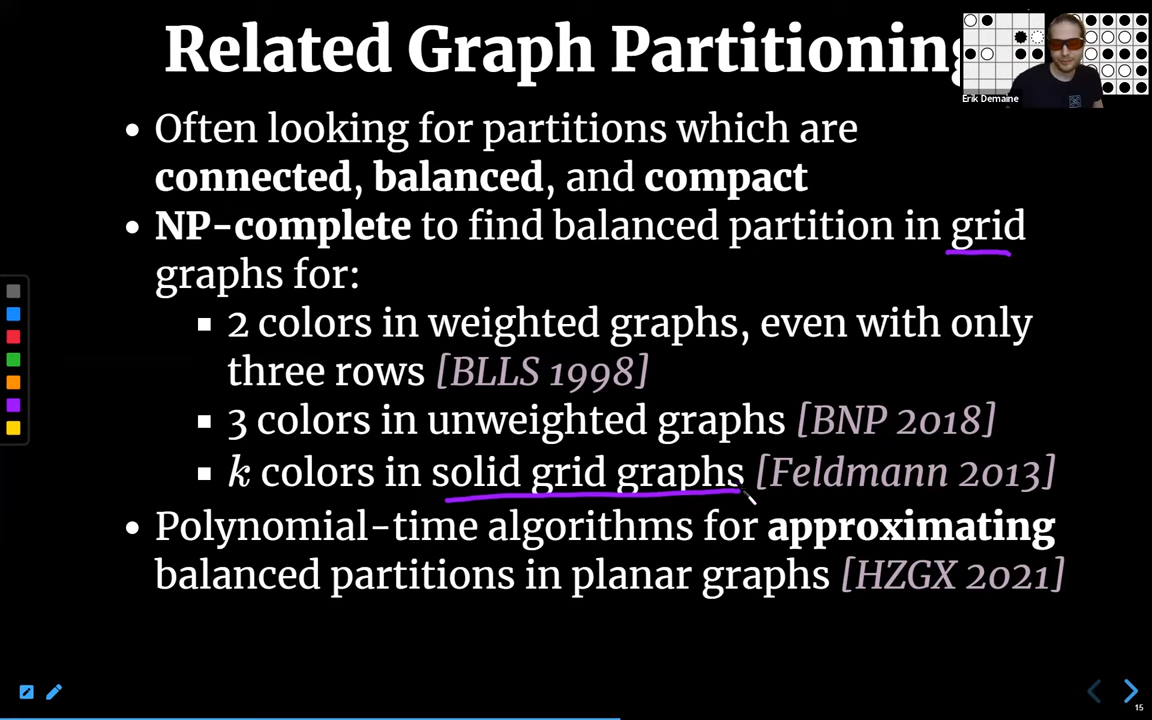 Related Graph Partitioning
Erik Demaine
• Often looking for partitions which are
connected, balanced, and compact
• NP-complete to find balanced partition in grid
graphs for:
▪ 2 colors in weighted graphs, even with only
three rows [BLLS 1998]
▪ 3 colors in unweighted graphs [BNP 2018]
▪ k colors in solid grid graphs [Feldmann 2013]
• Polynomial-time algorithms for approximating
balanced partitions in planar graphs [HZGX 2021]
15